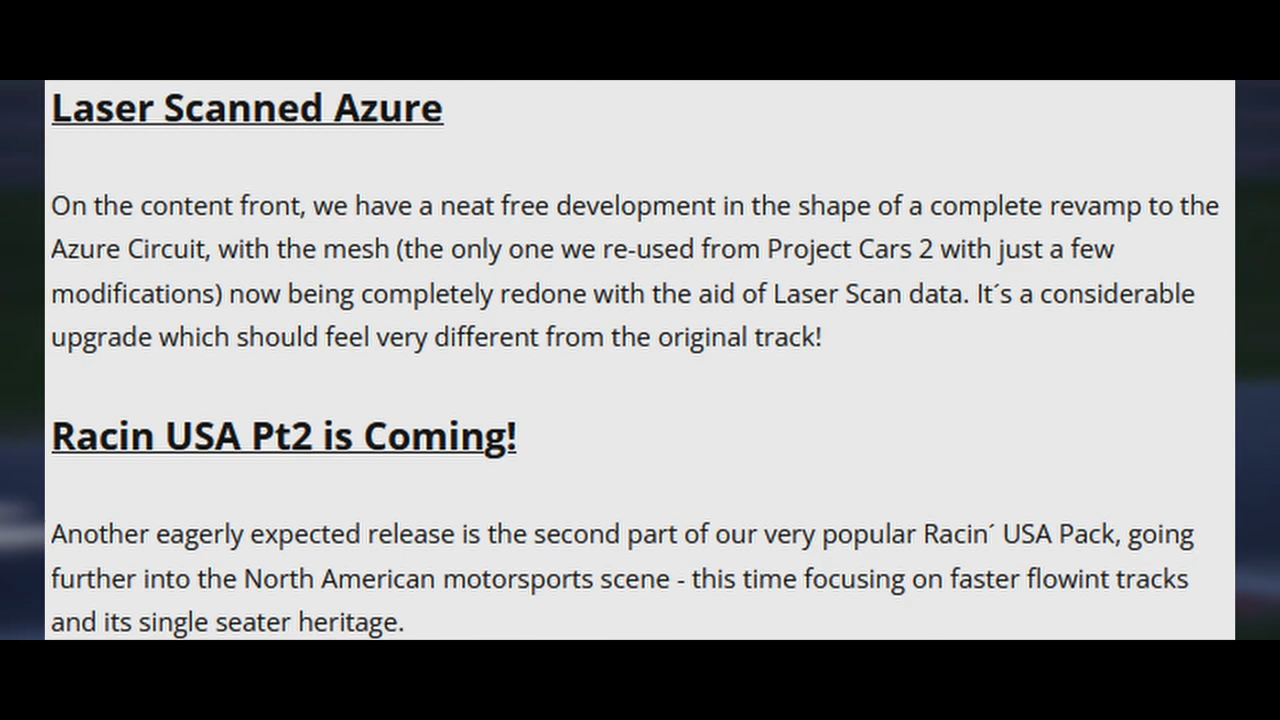 Laser Scanned Azure
On the content front, we have a neat free development in the shape of a complete revamp to the
Azure Circuit, with the mesh (the only one we re-used from Project Cars 2 with just a few
modifications) now being completely redone with the aid of Laser Scan data. It´s a considerable
upgrade which should feel very different from the original track!
Racin USA Pt2 is Coming!
Another eagerly expected release is the second part of our very popular Racin´ USA Pack, going
further into the North American motorsports scene - this time focusing on faster flowint tracks
and its single seater heritage.